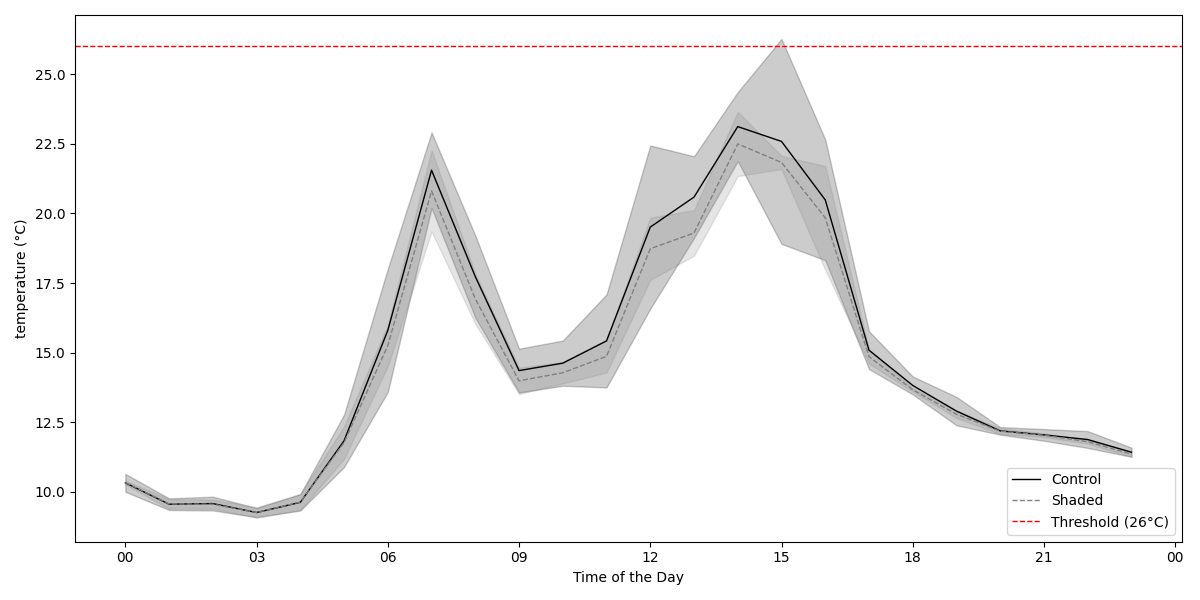 temperature (°C)
25.0
22.5
20.0
17.5
15.0
12.5
10.0
00 03 06 09 12 15 18 21 00
Time of the Day
Control
Shaded
Threshold (26°C)